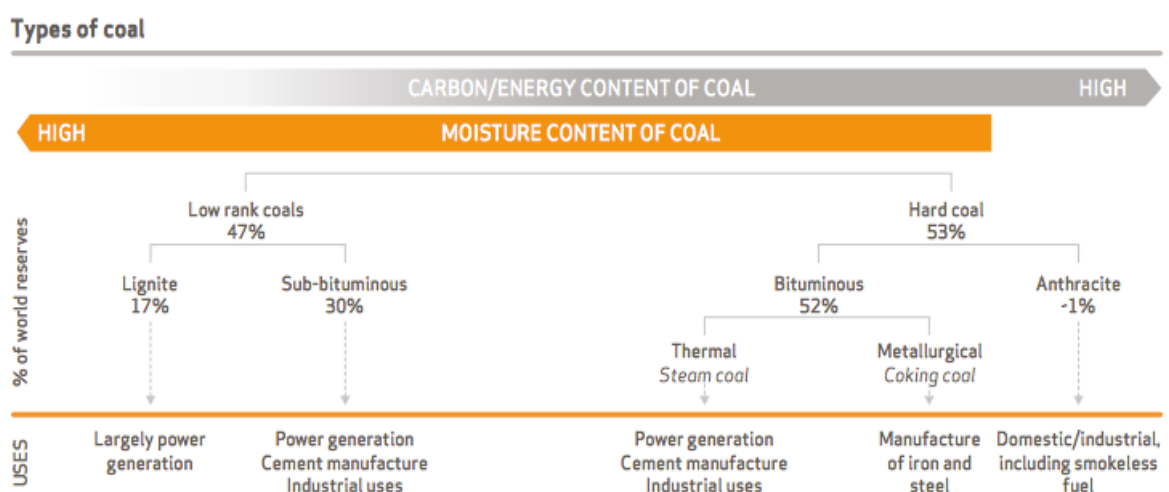 Types of coal
CARBON/ENERGY CONTENT OF COAL HIGH
HIGH MOISTURE CONTENT OF COAL
% of world reserves
Low rank coals
47%
Hard coal
53%
Lignite
17%
Sub-bituminous
30%
Bituminous
52%
Anthracite
-1%
Thermal
Steam coal
Metallurgical
Coking coal
USES
Largely power
generation
Power generation
Cement manufacture
Industrial uses
Power generation
Cement manufacture
Industrial uses
Manufacture
of iron and
steel
Domestic/industrial,
including smokeless
fuel